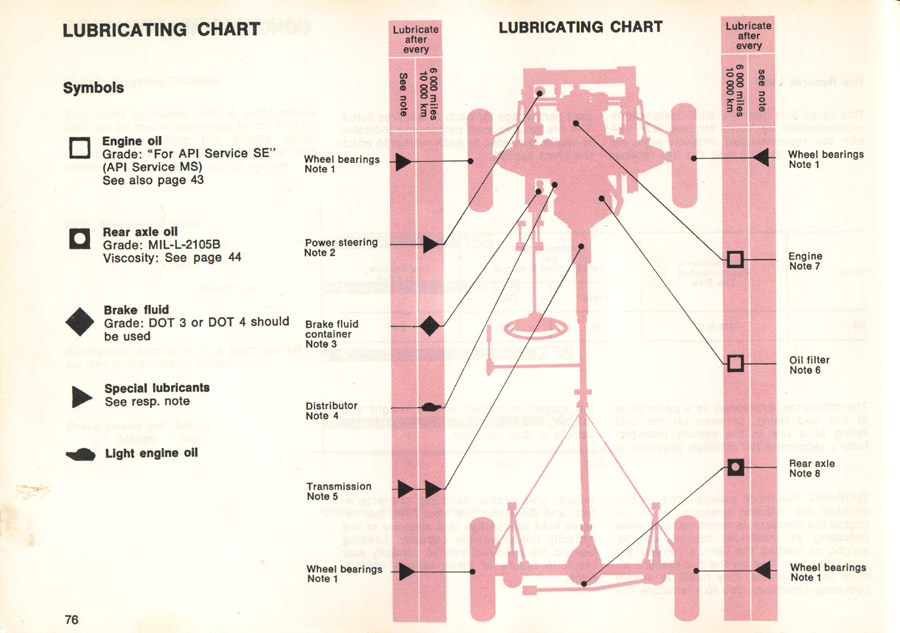 LUBRICATING CHART
Symbols
Engine oil
Grade: “For API Service SE”
(API Service MS)
See also page 43
Rear axle oil
Grade: MIL-L-2105B
Viscosity: See page 44
Brake fluid
Grade: DOT 3 or DOT 4 should
be used
Special lubricants
See resp. note
Light engine oil
76
Lubricate
after
every
See note
6 000 miles
10 000 km
Wheel bearings
Note 1
Power steering
Note 2
Brake fluid
container
Note 3
Distributor
Note 4
Transmission
Note 5
Wheel bearings
Note 1
LUBRICATING CHART
Lubricate
after
every
6 000 miles
10 000 km
see note
Wheel bearings
Note 1
Engine
Note 7
Oil filter
Note 6
Rear axle
Note 8
Wheel bearings
Note 1